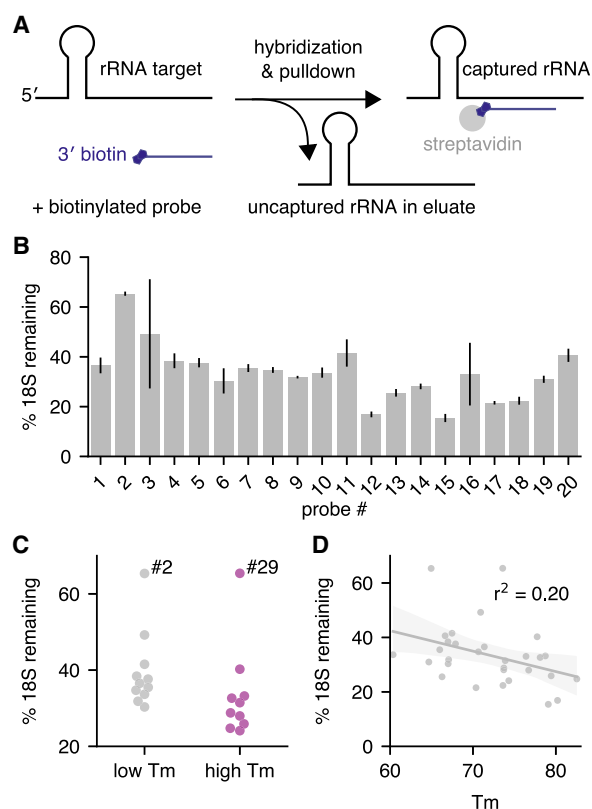 A
hybridization
& pulldown
rRNA target
captured rRNA
5′
3′ biotin
streptavidin
+ biotinylated probe
uncaptured rRNA in eluate
B
% 18S remaining
80
60
40
20
0
1 2 3 4 5 6 7 8 9 10 11 12 13 14 15 16 17 18 19 20
probe #
C
% 18S remaining
60
40
20
#2
#29
low Tm
high Tm
D
% 18S remaining
60
40
20
0
r² = 0.20
60 70 80
Tm